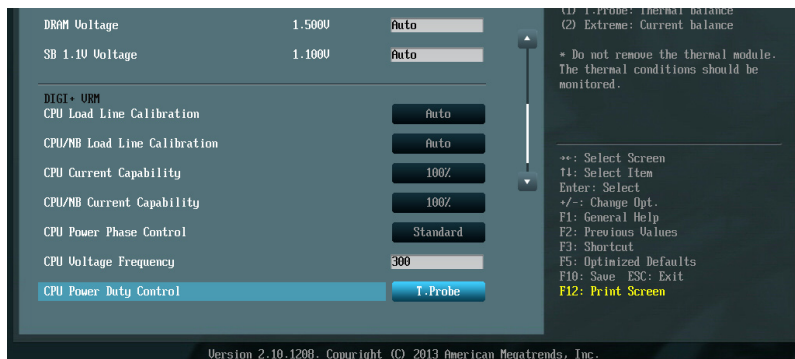 DRAM Voltage 1.500V Auto
SB 1.1V Voltage 1.100V Auto
DIGI+ VRM
CPU Load Line Calibration Auto
CPU/NB Load Line Calibration Auto
CPU Current Capability 100%
CPU/NB Current Capability 100%
CPU Power Phase Control Standard
CPU Voltage Frequency 300
CPU Power Duty Control T.Probe
(1) T.Probe: Thermal balance
(2) Extreme: Current balance
* Do not remove the thermal module.
The thermal conditions should be
monitored.
→←: Select Screen
↑↓: Select Item
Enter: Select
+/-: Change Opt.
F1: General Help
F2: Previous Values
F3: Shortcut
F5: Optimized Defaults
F10: Save ESC: Exit
F12: Print Screen
Version 2.10.1208. Copyright (C) 2013 American Megatrends, Inc.